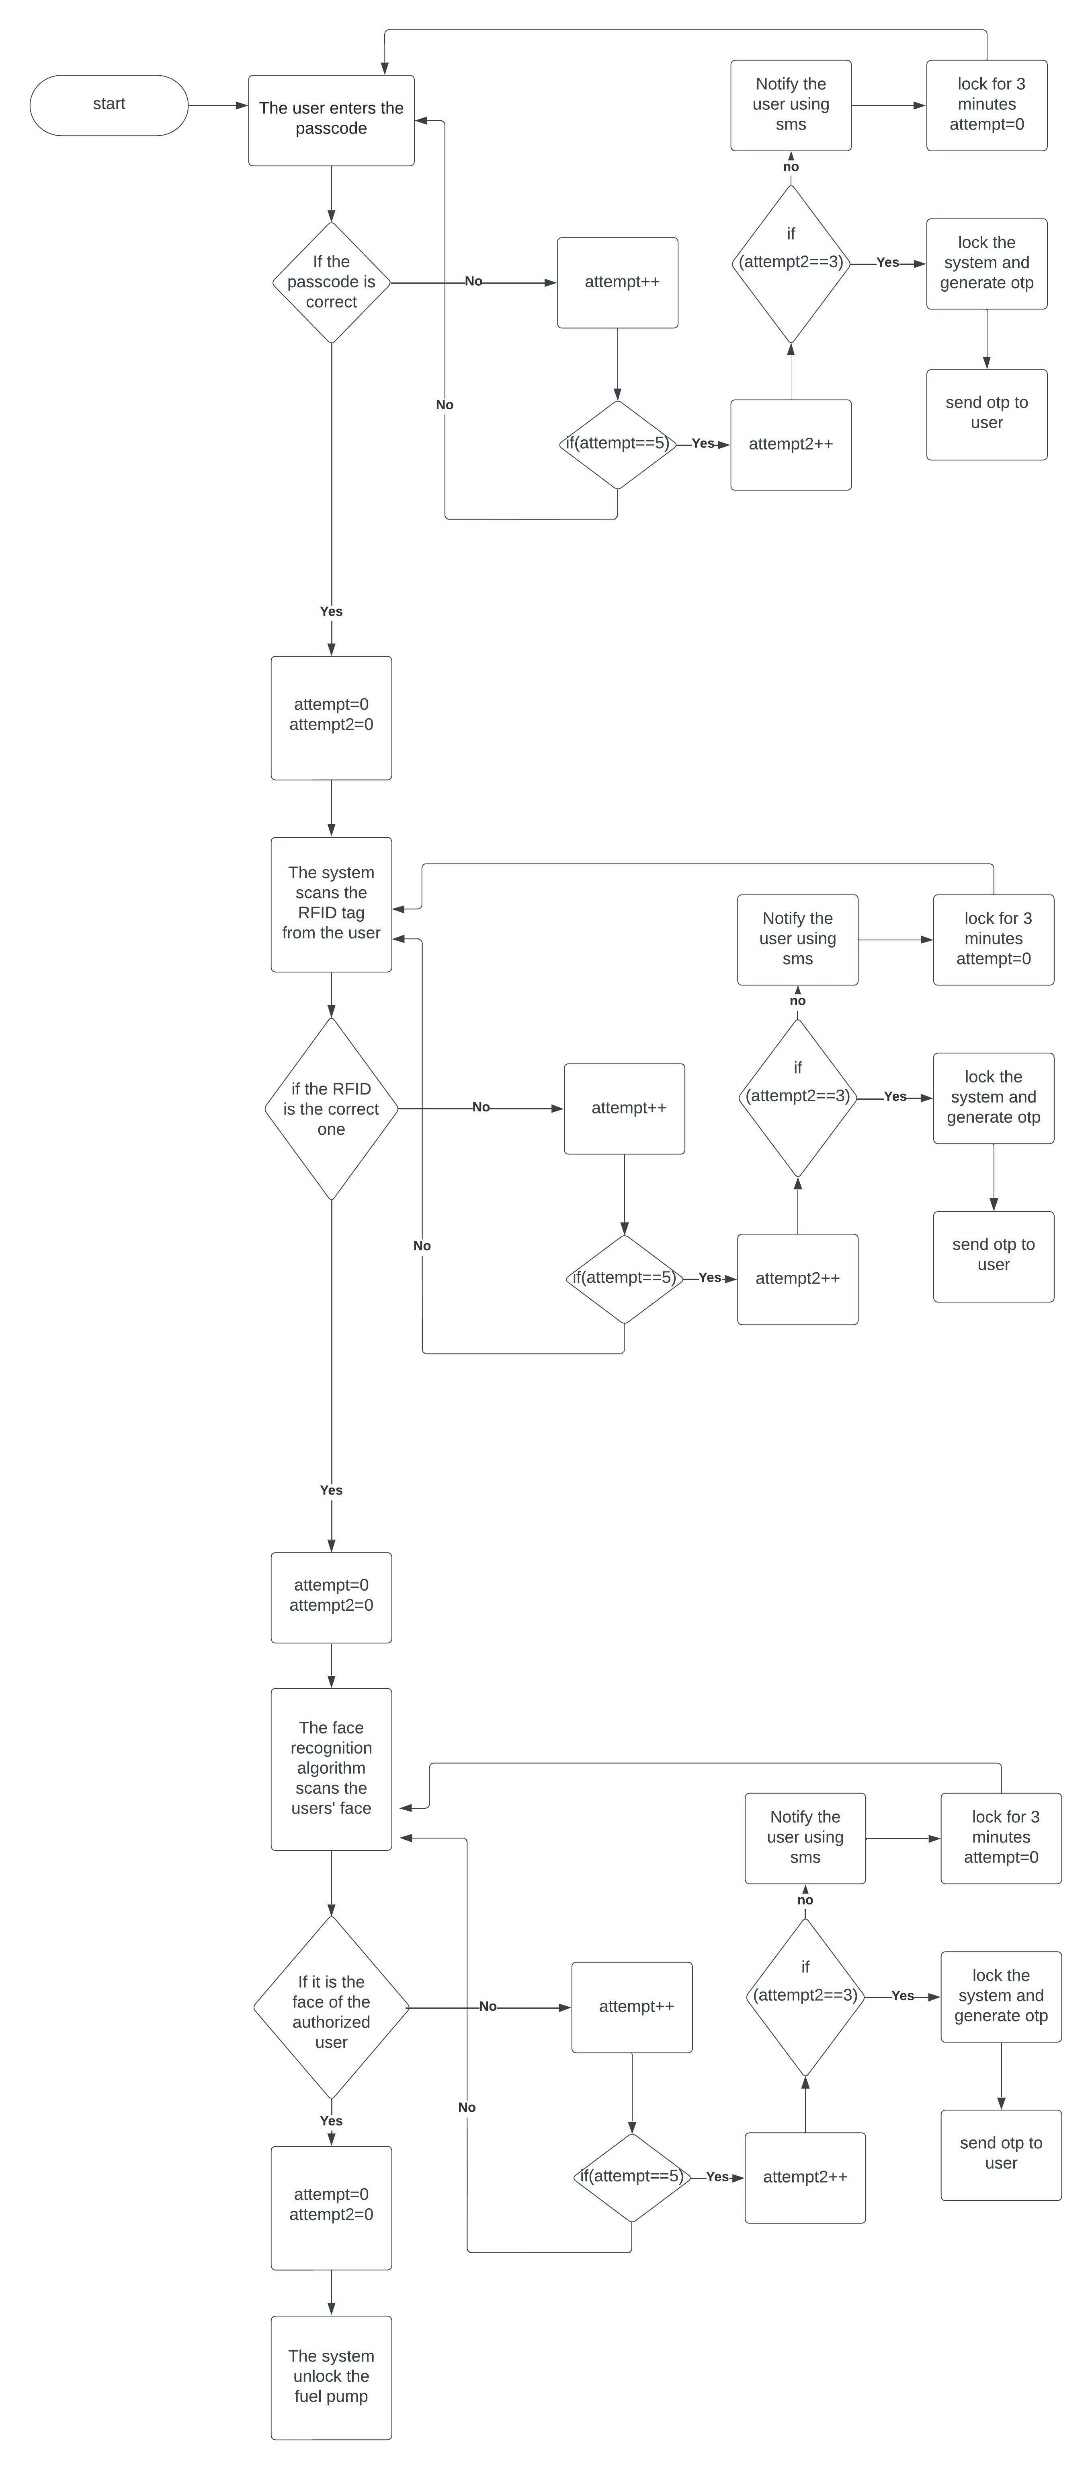 start
The user enters the
passcode
Notify the
user using
sms
lock for 3
minutes
attempt=0
no
If the
passcode is
correct
No
attempt++
if
(attempt2==3)
Yes
lock the
system and
generate otp
No
if(attempt==5)
Yes
attempt2++
send otp to
user
Yes
attempt=0
attempt2=0
The system
scans the
RFID tag
from the user
Notify the
user using
sms
lock for 3
minutes
attempt=0
no
if the RFID
is the correct
one
No
attempt++
if
(attempt2==3)
Yes
lock the
system and
generate otp
No
if(attempt==5)
Yes
attempt2++
send otp to
user
Yes
attempt=0
attempt2=0
The face
recognition
algorithm
scans the
users' face
Notify the
user using
sms
lock for 3
minutes
attempt=0
no
If it is the
face of the
authorized
user
No
attempt++
if
(attempt2==3)
Yes
lock the
system and
generate otp
Yes
No
if(attempt==5)
Yes
attempt2++
send otp to
user
attempt=0
attempt2=0
The system
unlock the
fuel pump